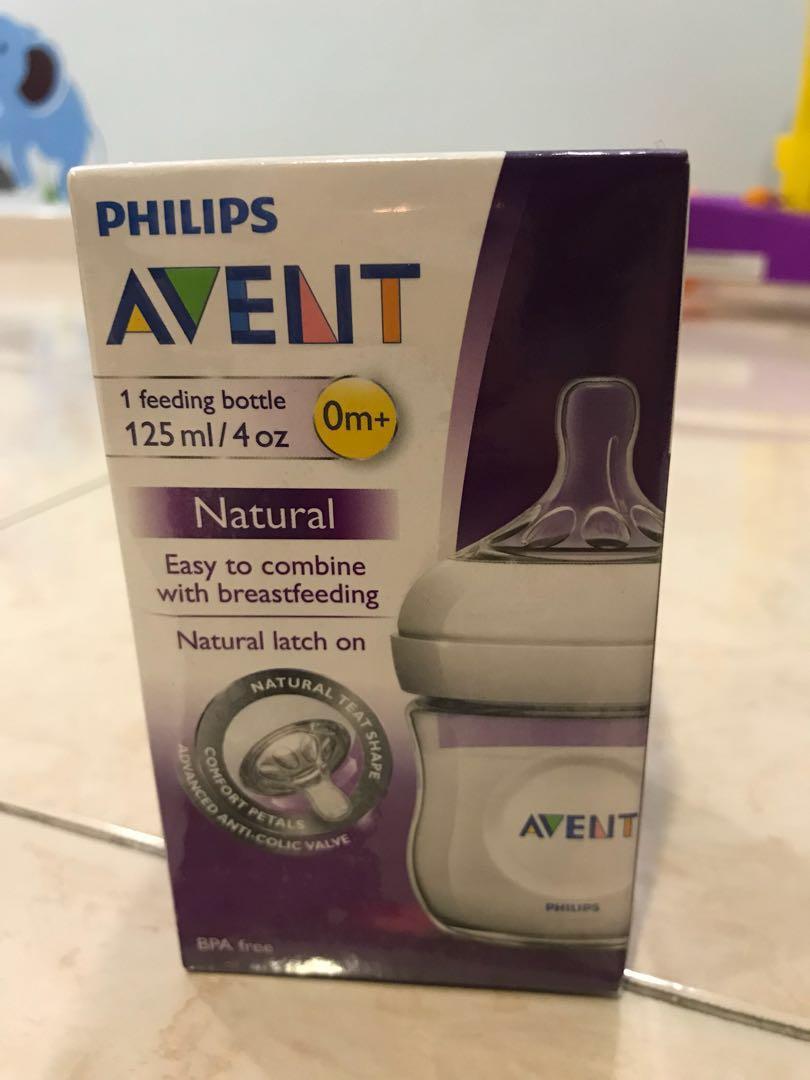 PHILIPS
AVENT
1 feeding bottle
125 ml / 4 oz
0m+
Natural
Easy to combine
with breastfeeding
Natural latch on
NATURAL TEAT SHAPE
COMFORT PETALS
ADVANCED ANTI-COLIC VALVE
BPA free
AVENT
PHILIPS